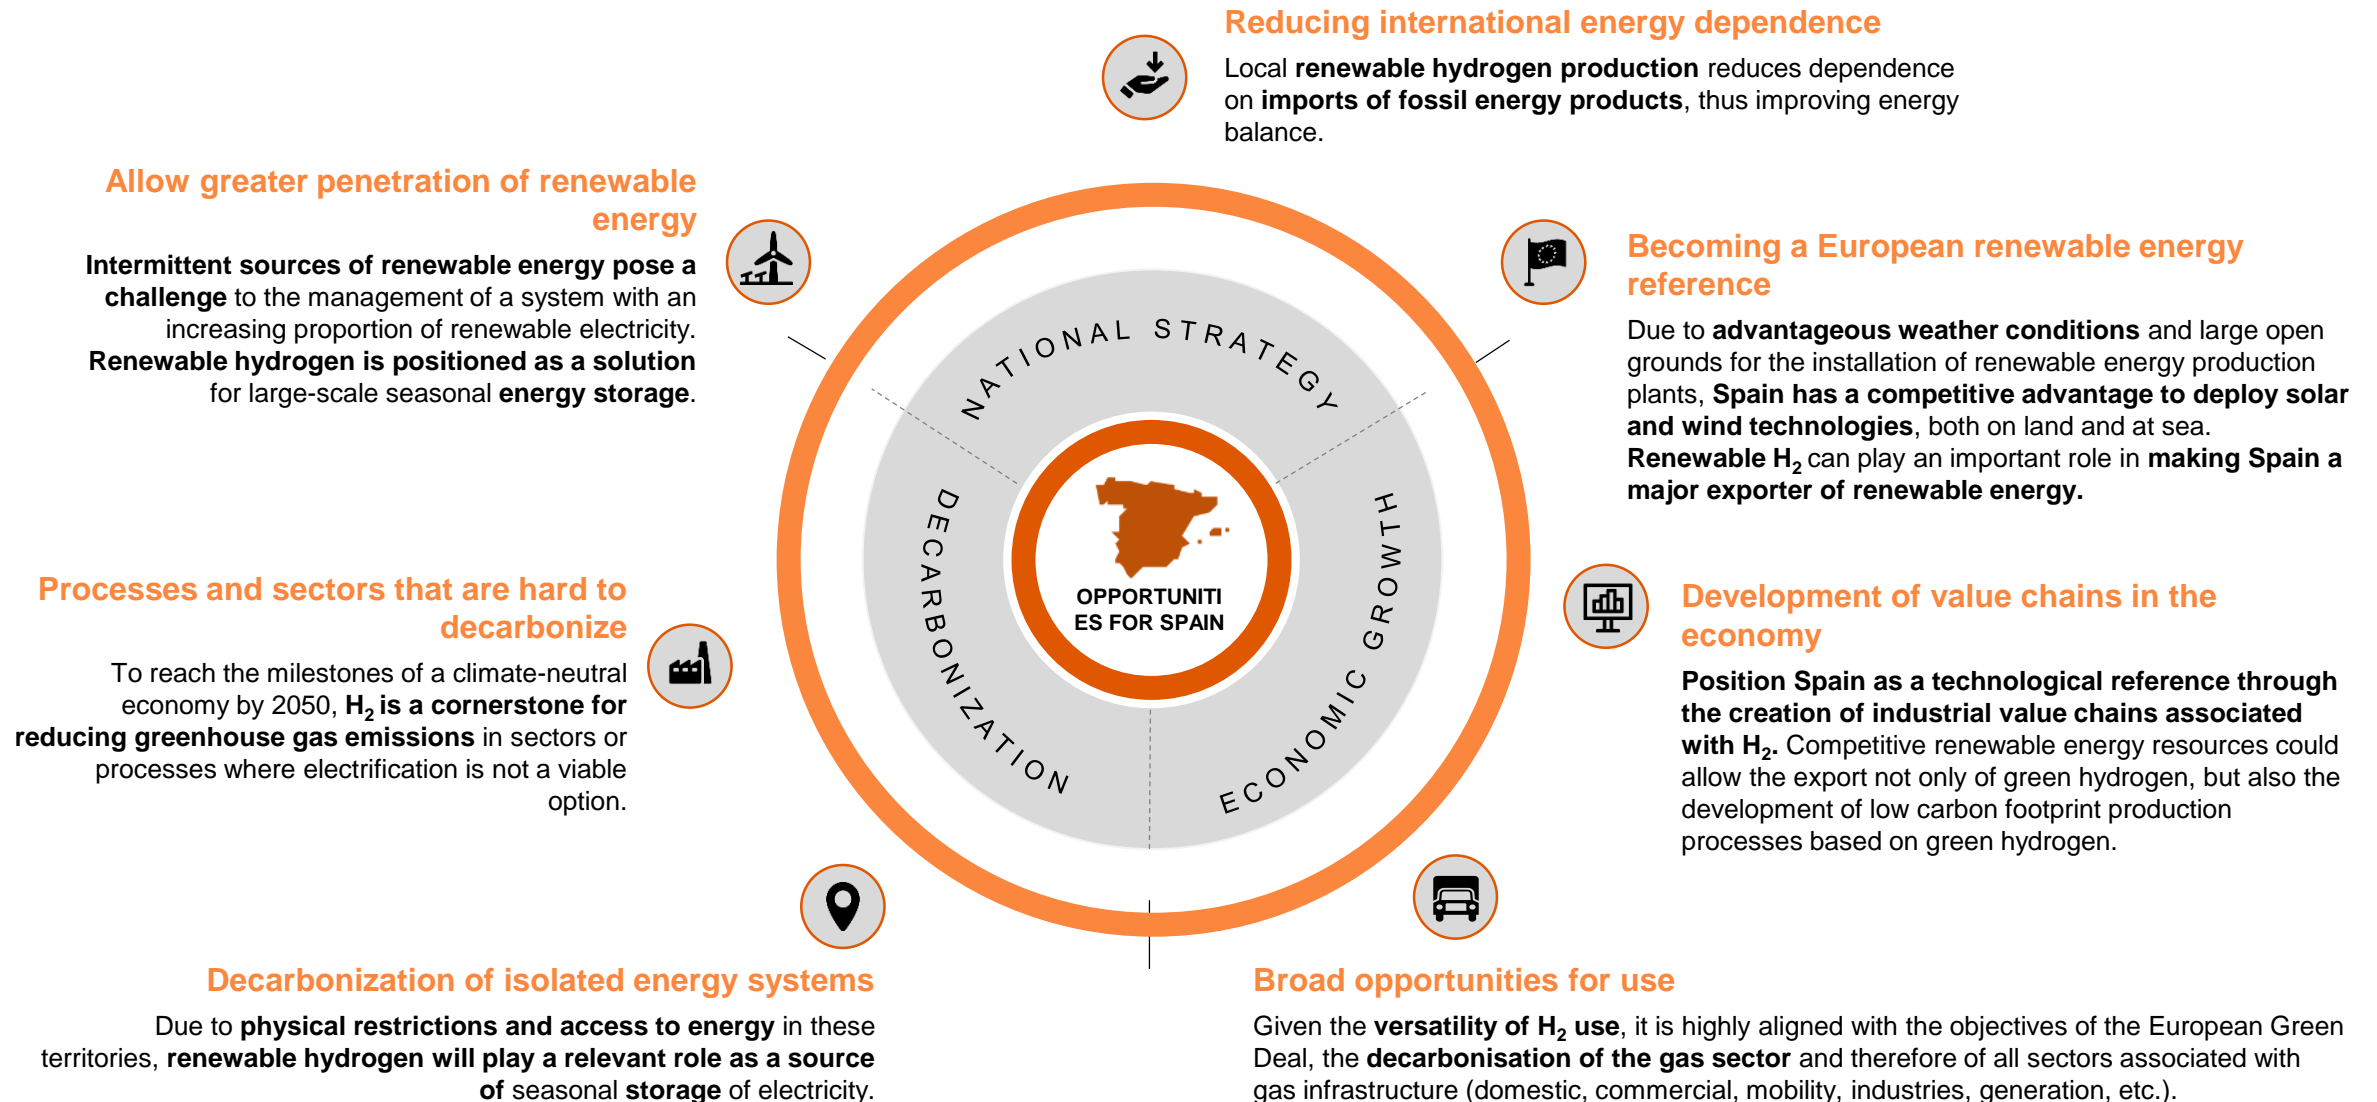 Reducing international energy dependence
Local renewable hydrogen production reduces dependence
on imports of fossil energy products, thus improving energy
balance.
Allow greater penetration of renewable
energy
Intermittent sources of renewable energy pose a
challenge to the management of a system with an
increasing proportion of renewable electricity.
Renewable hydrogen is positioned as a solution
for large-scale seasonal energy storage.
Becoming a European renewable energy
reference
Due to advantageous weather conditions and large open
grounds for the installation of renewable energy production
plants, Spain has a competitive advantage to deploy solar
and wind technologies, both on land and at sea.
Renewable H₂ can play an important role in making Spain a
major exporter of renewable energy.
NATIONAL STRATEGY
DECARBONIZATION
ECONOMIC GROWTH
OPPORTUNITI
ES FOR SPAIN
Processes and sectors that are hard to
decarbonize
To reach the milestones of a climate-neutral
economy by 2050, H₂ is a cornerstone for
reducing greenhouse gas emissions in sectors or
processes where electrification is not a viable
option.
Development of value chains in the
economy
Position Spain as a technological reference through
the creation of industrial value chains associated
with H₂. Competitive renewable energy resources could
allow the export not only of green hydrogen, but also the
development of low carbon footprint production
processes based on green hydrogen.
Decarbonization of isolated energy systems
Due to physical restrictions and access to energy in these
territories, renewable hydrogen will play a relevant role as a source
of seasonal storage of electricity.
Broad opportunities for use
Given the versatility of H₂ use, it is highly aligned with the objectives of the European Green
Deal, the decarbonisation of the gas sector and therefore of all sectors associated with
gas infrastructure (domestic, commercial, mobility, industries, generation, etc.).